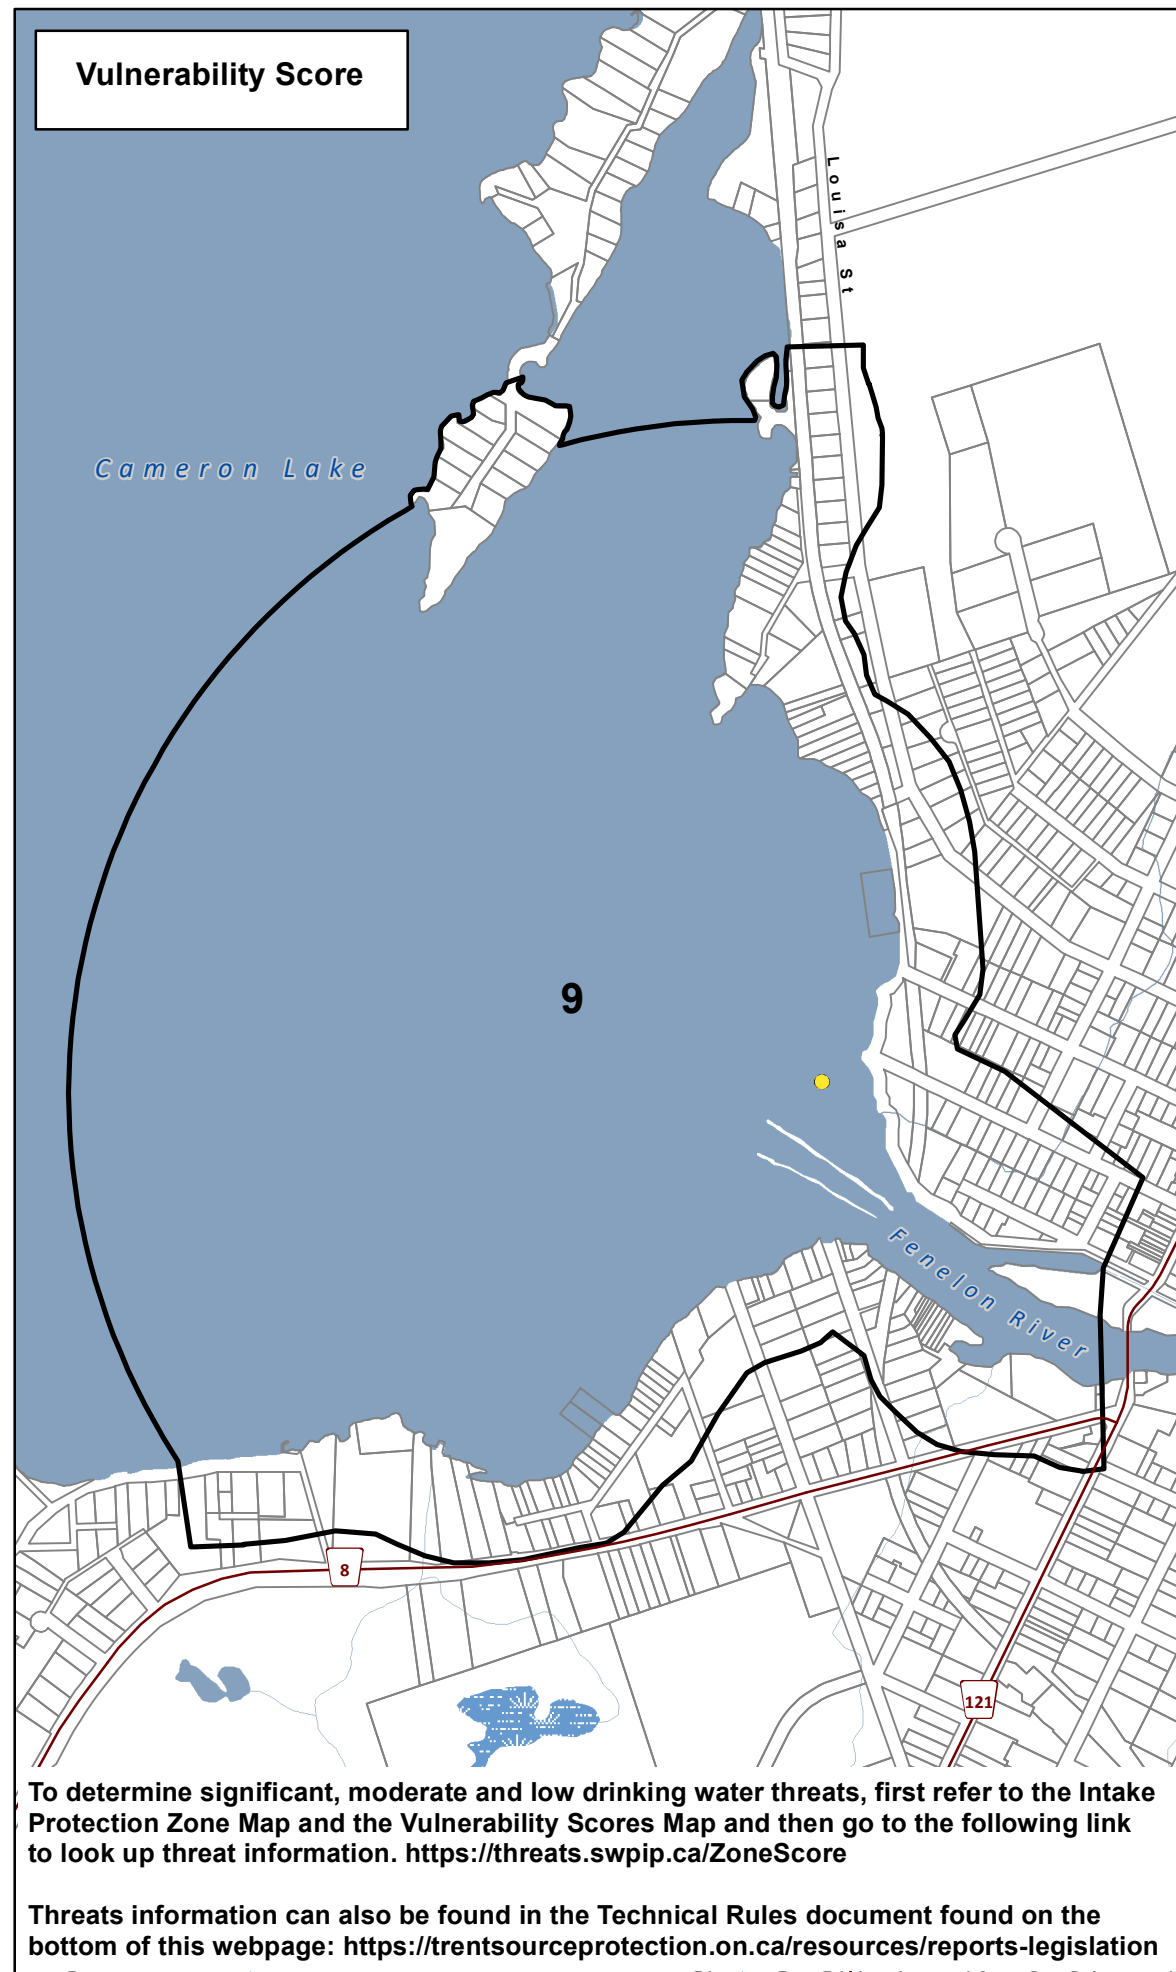 Vulnerability Score
Louisa St
Cameron Lake
9
Fenelon River
8
121
To determine significant, moderate and low drinking water threats, first refer to the Intake
Protection Zone Map and the Vulnerability Scores Map and then go to the following link
to look up threat information. https://threats.swpip.ca/ZoneScore
Threats information can also be found in the Technical Rules document found on the
bottom of this webpage: https://trentsourceprotection.on.ca/resources/reports-legislation